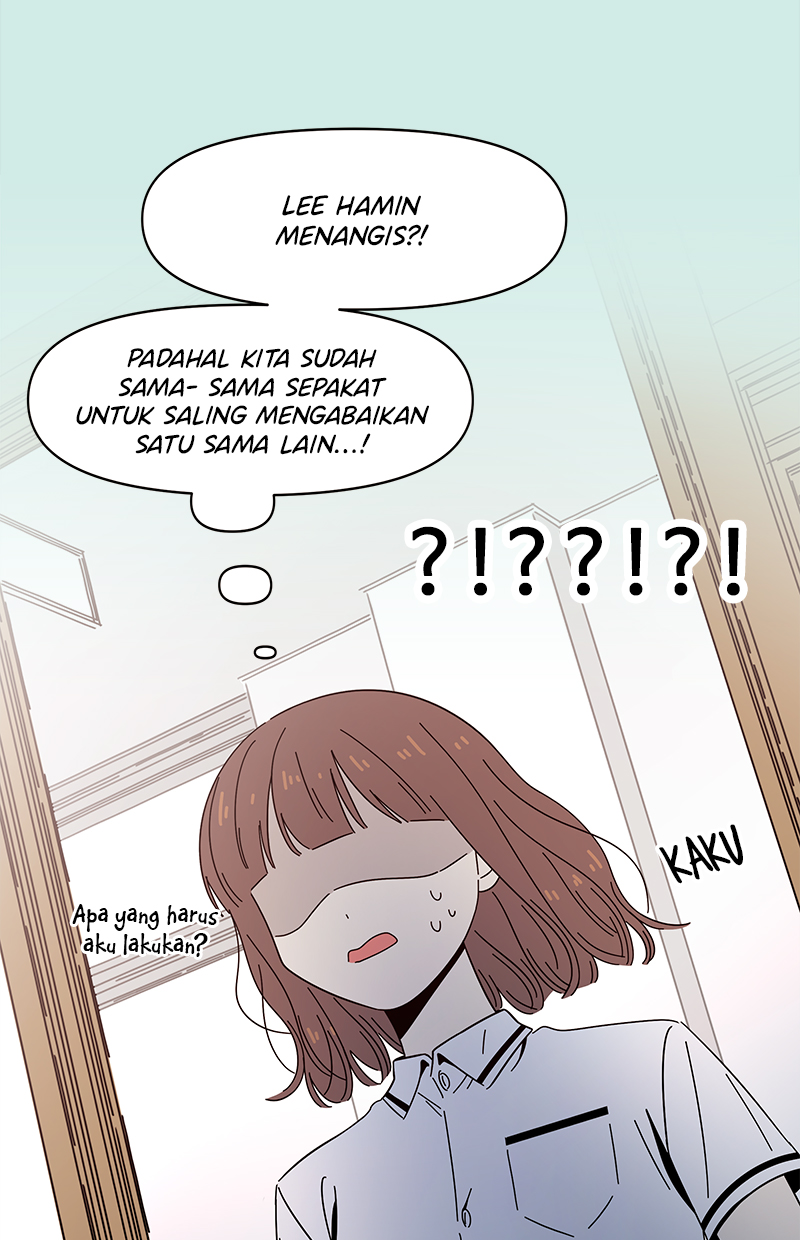 LEE HAMIN
MENANGIS?!
PADAHAL KITA SUDAH
SAMA- SAMA SEPAKAT
UNTUK SALING MENGABAIKAN
SATU SAMA LAIN...!
?!??!?!
KAKU
Apa yang harus
aku lakukan?